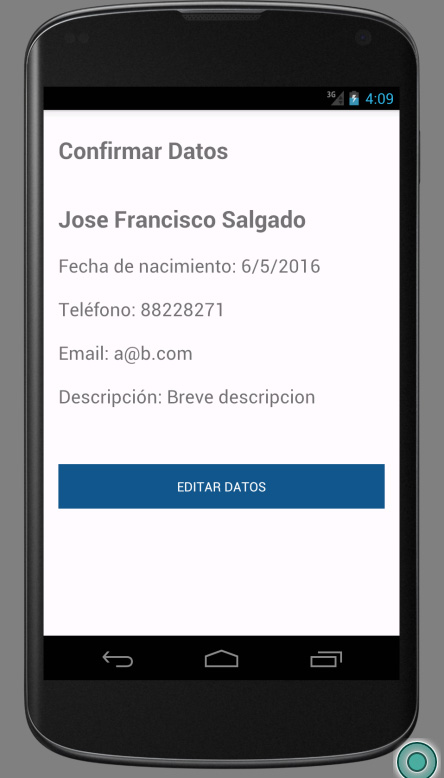 3G
4:09
Confirmar Datos
Jose Francisco Salgado
Fecha de nacimiento: 6/5/2016
Teléfono: 88228271
Email: a@b.com
Descripción: Breve descripcion
EDITAR DATOS